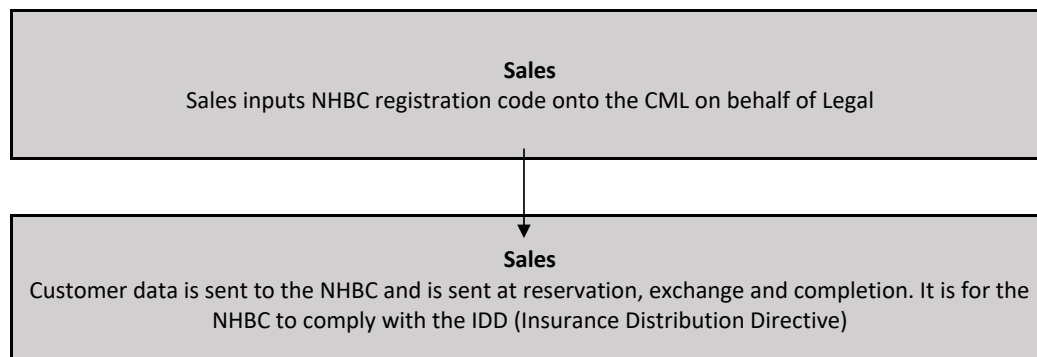 Sales
Sales inputs NHBC registration code onto the CML on behalf of Legal
Sales
Customer data is sent to the NHBC and is sent at reservation, exchange and completion. It is for the
NHBC to comply with the IDD (Insurance Distribution Directive)